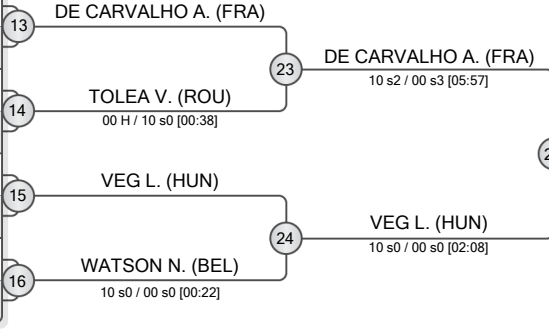 DE CARVALHO A. (FRA)
13
23
DE CARVALHO A. (FRA)
10 s2 / 00 s3 [05:57]
TOLEA V. (ROU)
14
00 H / 10 s0 [00:38]
VEG L. (HUN)
15
24
VEG L. (HUN)
10 s0 / 00 s0 [02:08]
WATSON N. (BEL)
16
10 s0 / 00 s0 [00:22]